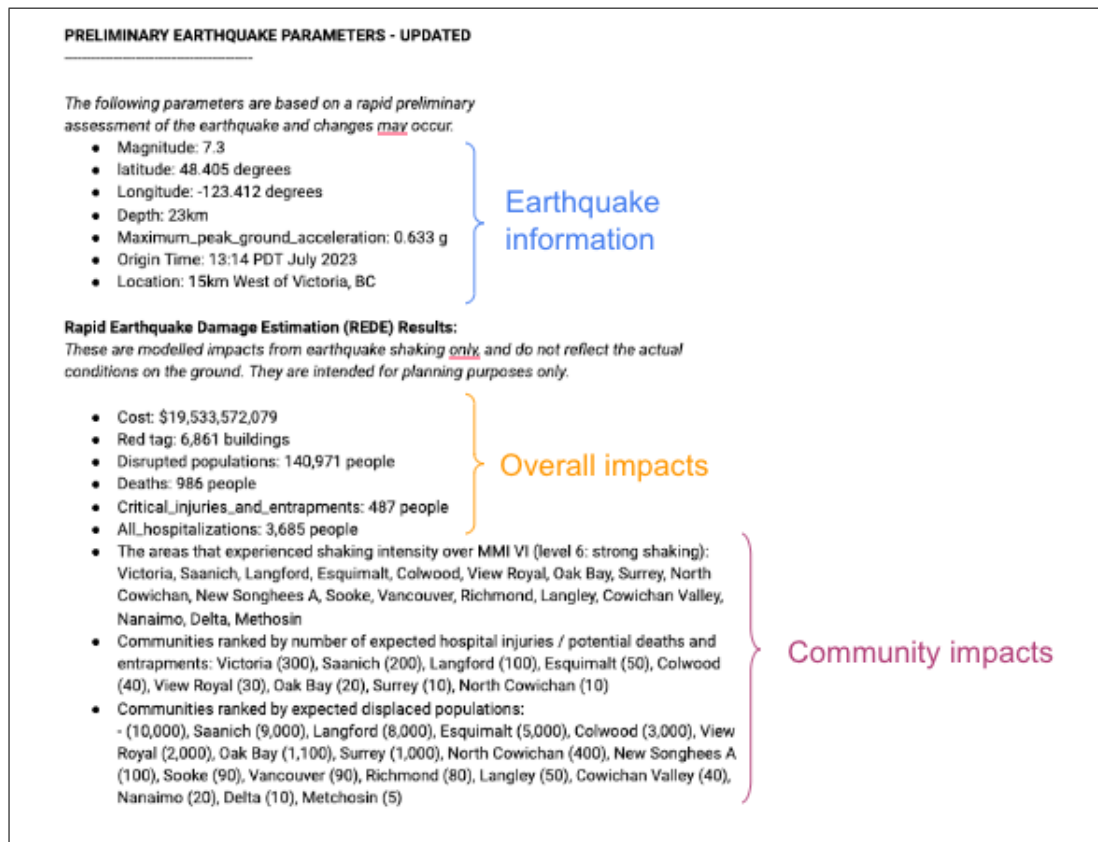 PRELIMINARY EARTHQUAKE PARAMETERS - UPDATED
----------------------------------------
The following parameters are based on a rapid preliminary
assessment of the earthquake and changes may occur.
● Magnitude: 7.3
● latitude: 48.405 degrees
● Longitude: -123.412 degrees
● Depth: 23km
● Maximum_peak_ground_acceleration: 0.633 g
● Origin Time: 13:14 PDT July 2023
● Location: 15km West of Victoria, BC
Earthquake
information
Rapid Earthquake Damage Estimation (REDE) Results:
These are modelled impacts from earthquake shaking only, and do not reflect the actual
conditions on the ground. They are intended for planning purposes only.
● Cost: $19,533,572,079
● Red tag: 6,861 buildings
● Disrupted populations: 140,971 people
● Deaths: 986 people
● Critical_injuries_and_entrapments: 487 people
● All_hospitalizations: 3,685 people
Overall impacts
● The areas that experienced shaking intensity over MMI VI (level 6: strong shaking):
Victoria, Saanich, Langford, Esquimalt, Colwood, View Royal, Oak Bay, Surrey, North
Cowichan, New Songhees A, Sooke, Vancouver, Richmond, Langley, Cowichan Valley,
Nanaimo, Delta, Methosin
● Communities ranked by number of expected hospital injuries / potential deaths and
entrapments: Victoria (300), Saanich (200), Langford (100), Esquimalt (50), Colwood
(40), View Royal (30), Oak Bay (20), Surrey (10), North Cowichan (10)
● Communities ranked by expected displaced populations:
- (10,000), Saanich (9,000), Langford (8,000), Esquimalt (5,000), Colwood (3,000), View
Royal (2,000), Oak Bay (1,100), Surrey (1,000), North Cowichan (400), New Songhees A
(100), Sooke (90), Vancouver (90), Richmond (80), Langley (50), Cowichan Valley (40),
Nanaimo (20), Delta (10), Metchosin (5)
Community impacts